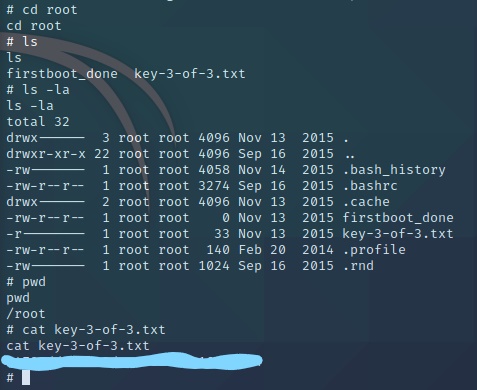 # cd root
cd root
# ls
ls
firstboot_done  key-3-of-3.txt
# ls -la
ls -la
total 32
drwx------  3 root root 4096 Nov 13  2015 .
drwxr-xr-x 22 root root 4096 Sep 16  2015 ..
-rw-------  1 root root 4058 Nov 14  2015 .bash_history
-rw-r--r--  1 root root 3274 Sep 16  2015 .bashrc
drwx------  2 root root 4096 Nov 13  2015 .cache
-rw-r--r--  1 root root    0 Nov 13  2015 firstboot_done
-r--------  1 root root   33 Nov 13  2015 key-3-of-3.txt
-rw-r--r--  1 root root  140 Feb 20  2014 .profile
-rw-------  1 root root 1024 Sep 16  2015 .rnd
# pwd
pwd
/root
# cat key-3-of-3.txt
cat key-3-of-3.txt
#